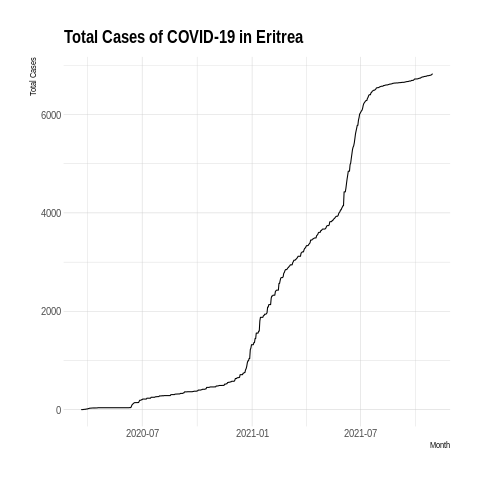 Total Cases of COVID-19 in Eritrea
Total Cases
6000
4000
2000
0
2020-07 2021-01 2021-07
Month